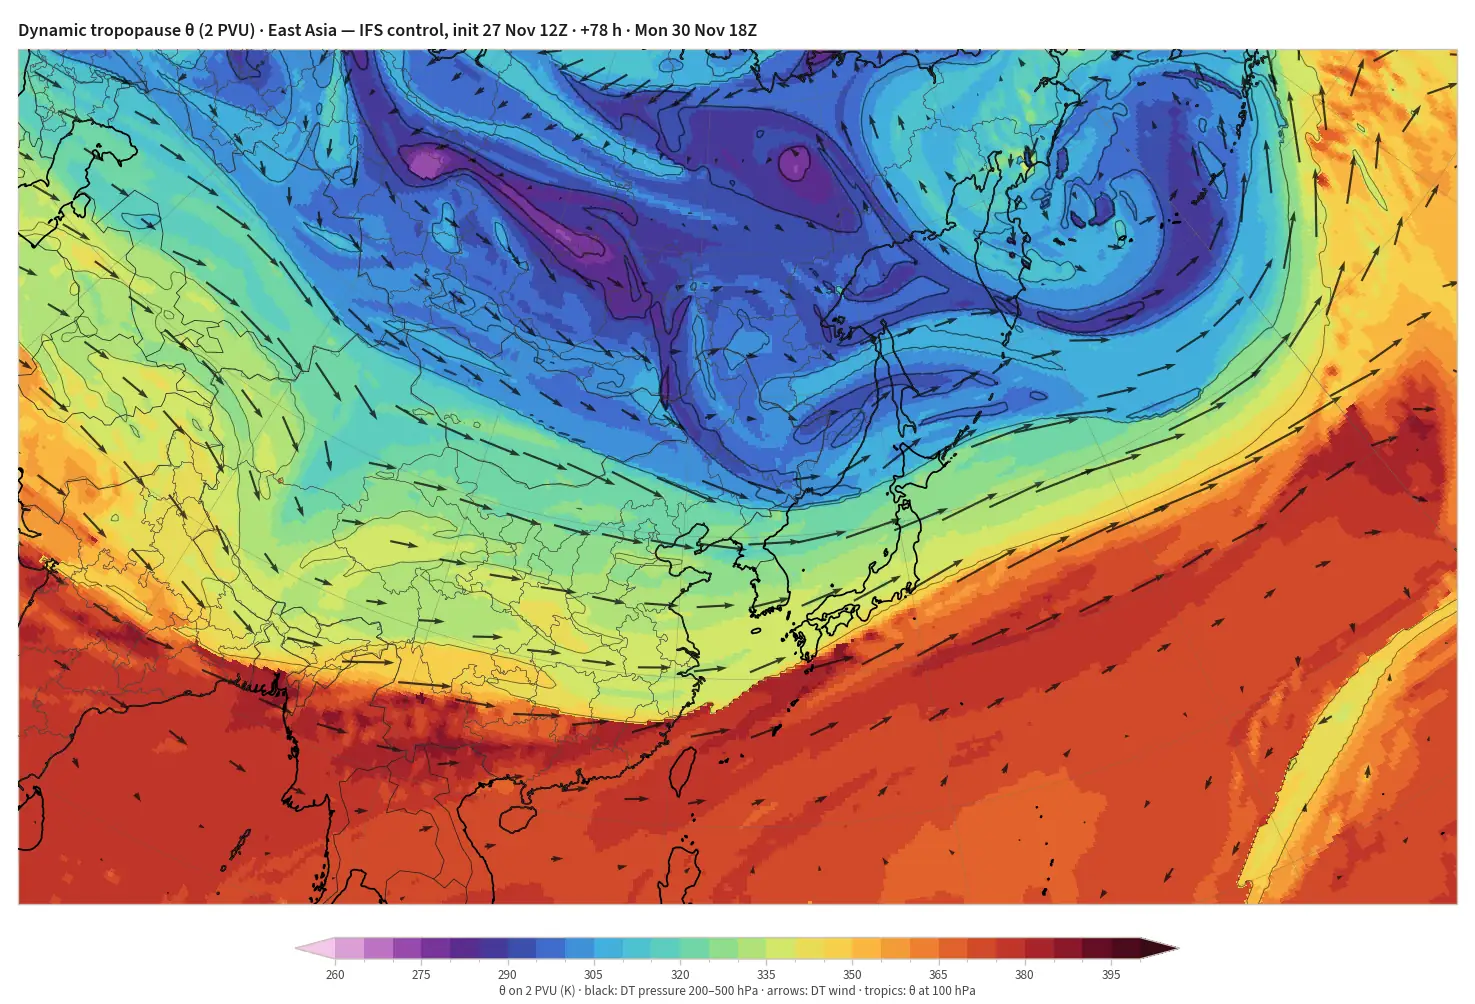 Dynamic tropopause θ (2 PVU) · East Asia — IFS control, init 27 Nov 12Z · +78 h · Mon 30 Nov 18Z
260 275 290 305 320 335 350 365 380 395
θ on 2 PVU (K) · black: DT pressure 200–500 hPa · arrows: DT wind · tropics: θ at 100 hPa